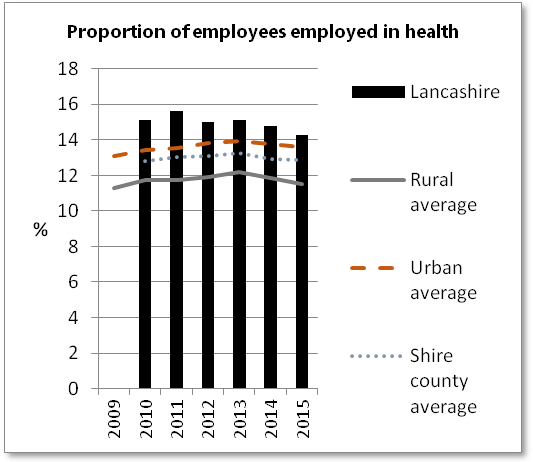 Proportion of employees employed in health
18
16
14
12
10
8
6
4
2
0
%
2009
2010
2011
2012
2013
2014
2015
Lancashire
Rural
average
Urban
average
Shire
county
average